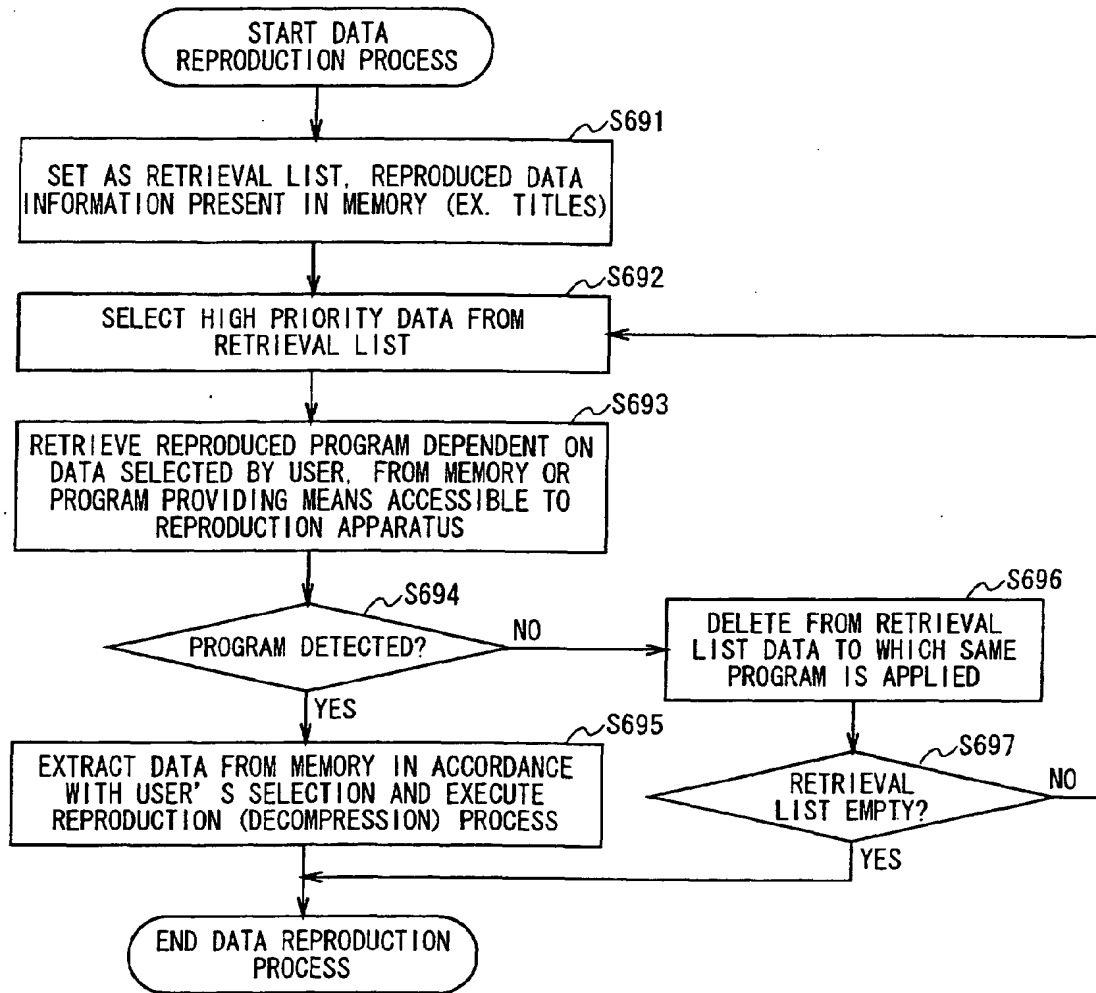 START DATA
REPRODUCTION PROCESS
S691
SET AS RETRIEVAL LIST, REPRODUCED DATA
INFORMATION PRESENT IN MEMORY (EX. TITLES)
S692
SELECT HIGH PRIORITY DATA FROM
RETRIEVAL LIST
S693
RETRIEVE REPRODUCED PROGRAM DEPENDENT ON
DATA SELECTED BY USER, FROM MEMORY OR
PROGRAM PROVIDING MEANS ACCESSIBLE TO
REPRODUCTION APPARATUS
S694
PROGRAM DETECTED?
NO
YES
S696
DELETE FROM RETRIEVAL
LIST DATA TO WHICH SAME
PROGRAM IS APPLIED
S695
EXTRACT DATA FROM MEMORY IN ACCORDANCE
WITH USER'S SELECTION AND EXECUTE
REPRODUCTION (DECOMPRESSION) PROCESS
S697
RETRIEVAL
LIST EMPTY?
NO
YES
END DATA REPRODUCTION
PROCESS